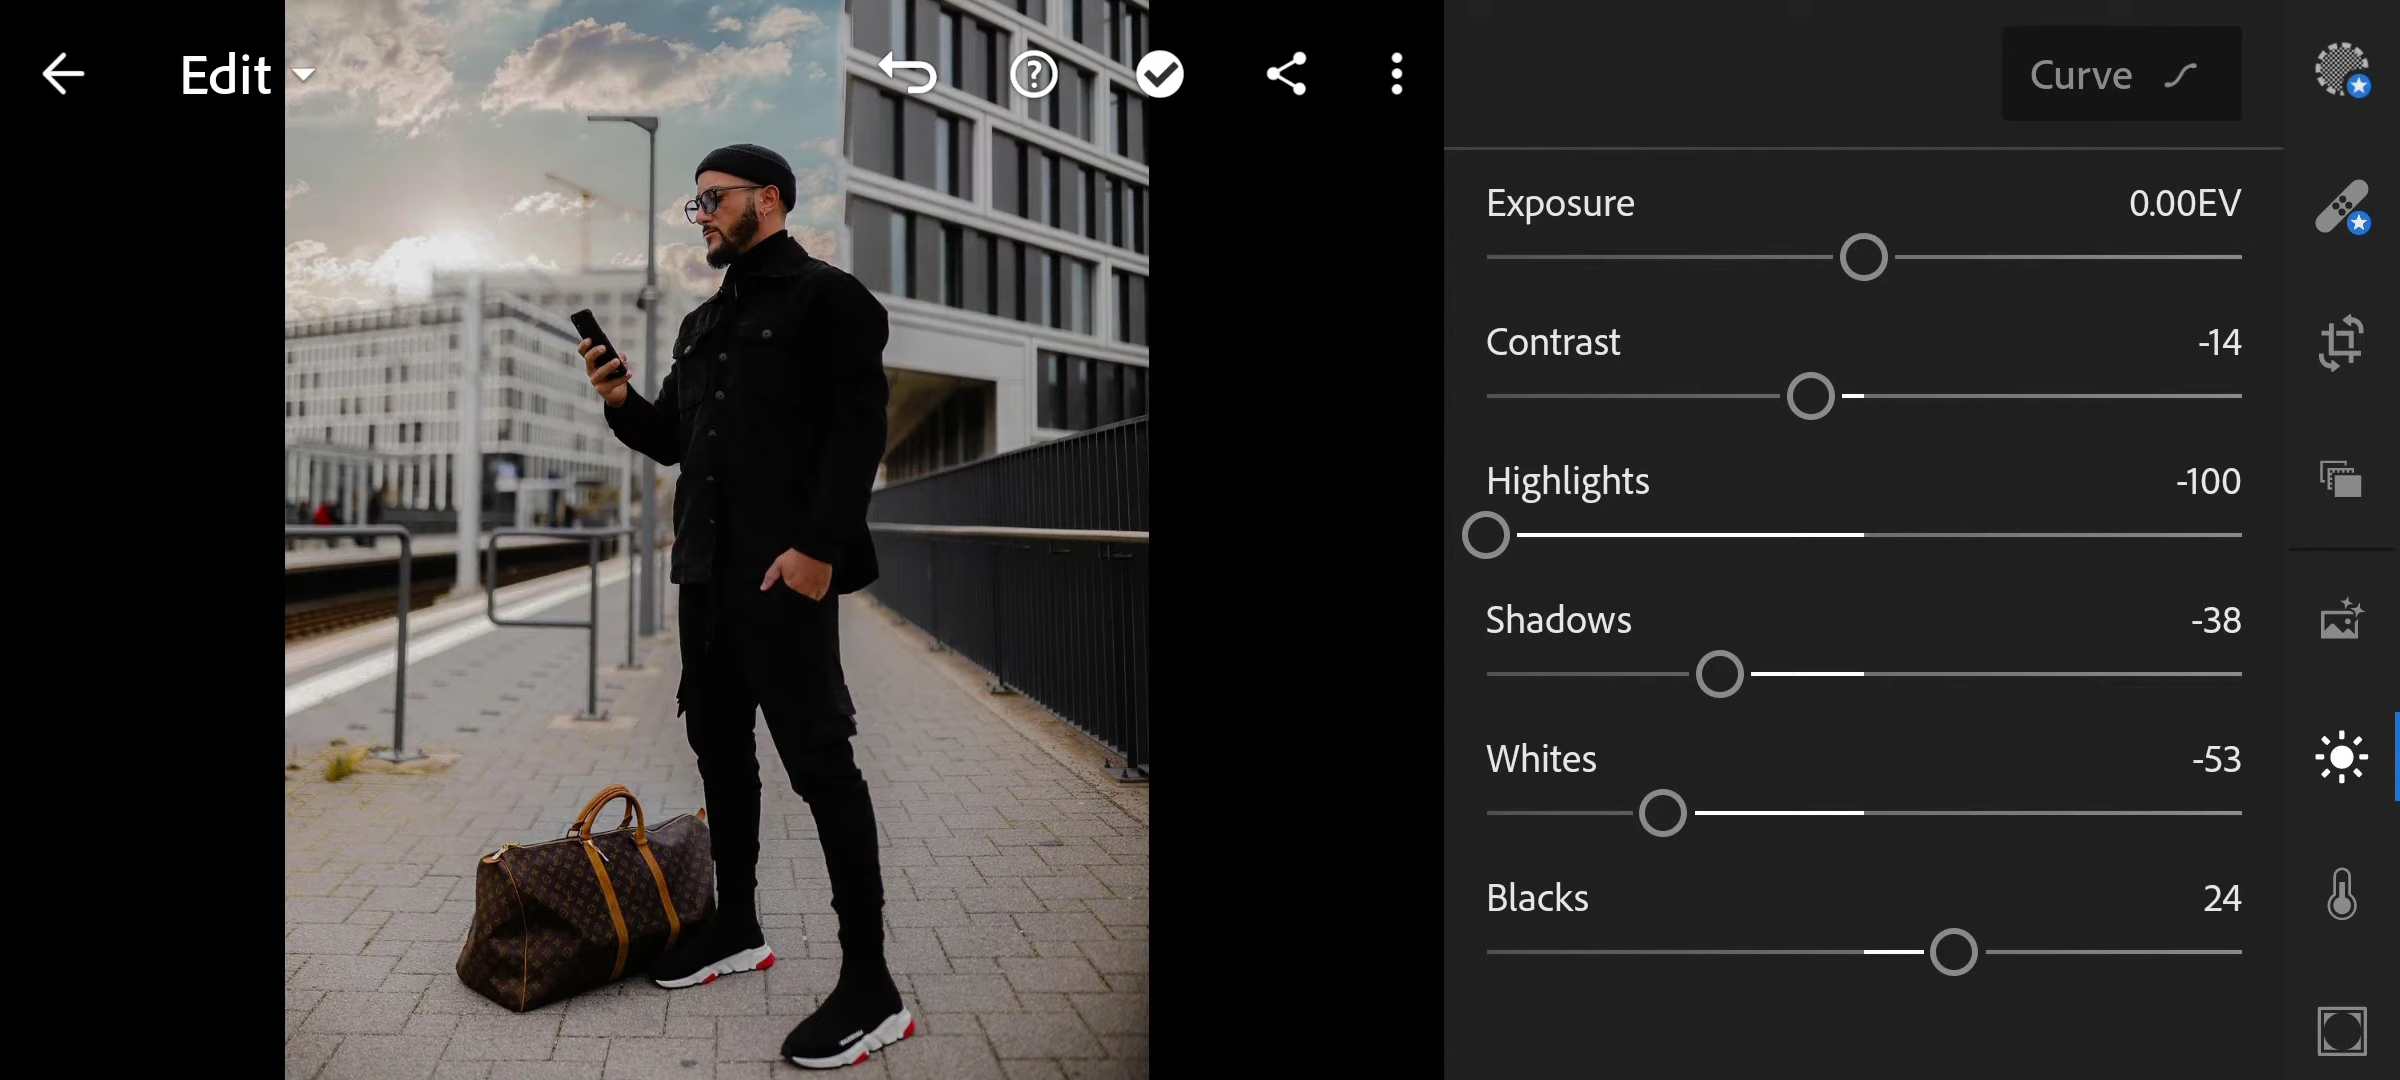 Edit
Curve
Exposure 0.00EV
Contrast -14
Highlights -100
Shadows -38
Whites -53
Blacks 24